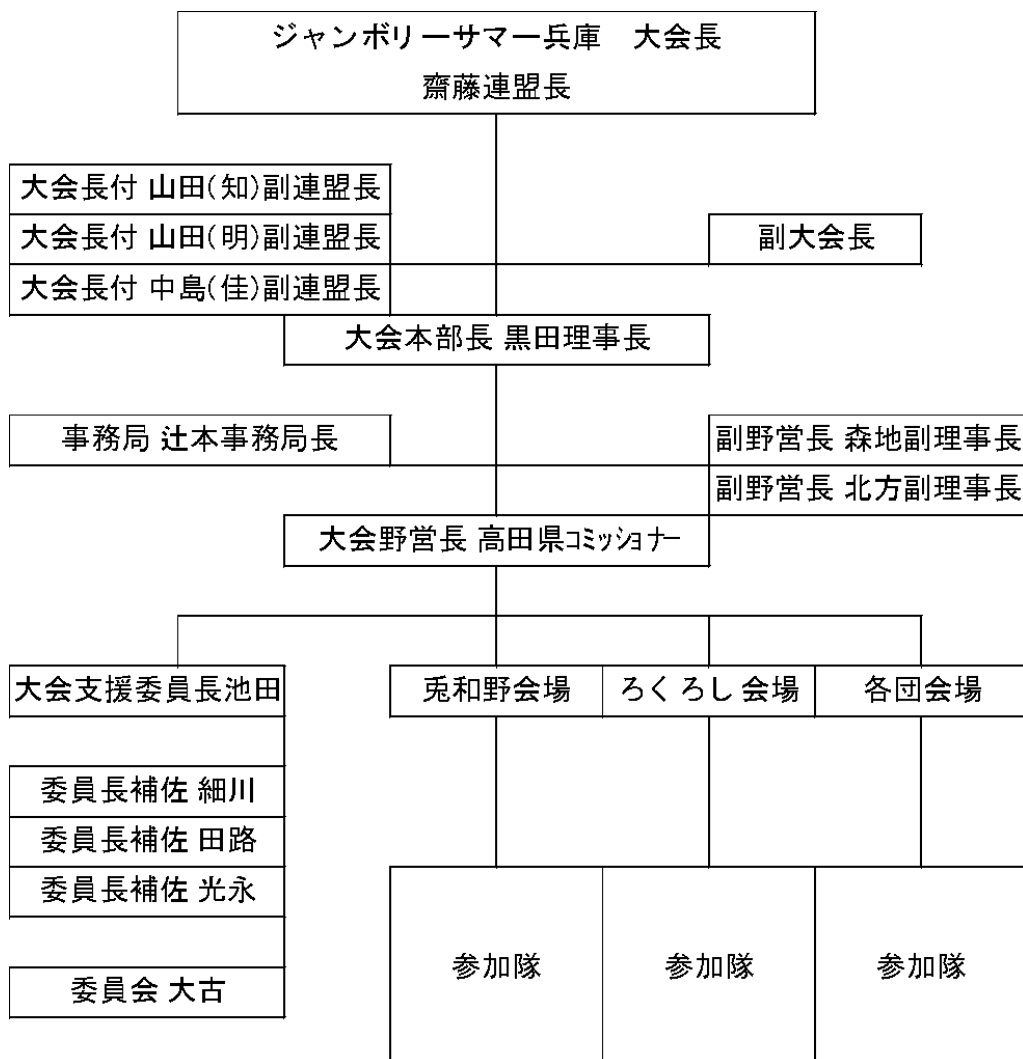 ジャンボリーサマー兵庫　大会長
齋藤連盟長
大会長付 山田(知)副連盟長
大会長付 山田(明)副連盟長
副大会長
大会長付 中島(佳)副連盟長
大会本部長 黒田理事長
事務局 辻本事務局長
副野営長 森地副理事長
副野営長 北方副理事長
大会野営長 高田県ｺﾐｯｼｮﾅｰ
大会支援委員長池田
兎和野会場
ろくろし会場
各団会場
委員長補佐 細川
委員長補佐 田路
委員長補佐 光永
委員会 大古
参加隊
参加隊
参加隊